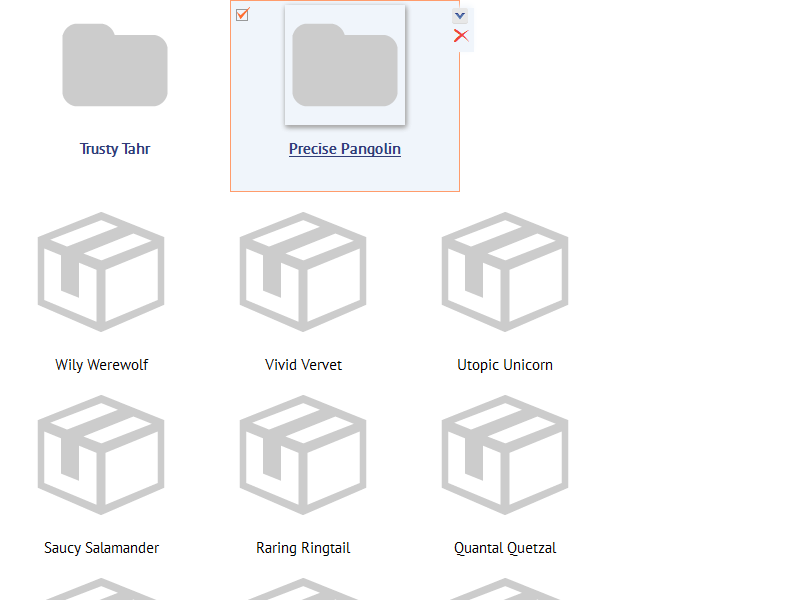 Trusty Tahr
Precise Pangolin
Wily Werewolf
Vivid Vervet
Utopic Unicorn
Saucy Salamander
Raring Ringtail
Quantal Quetzal